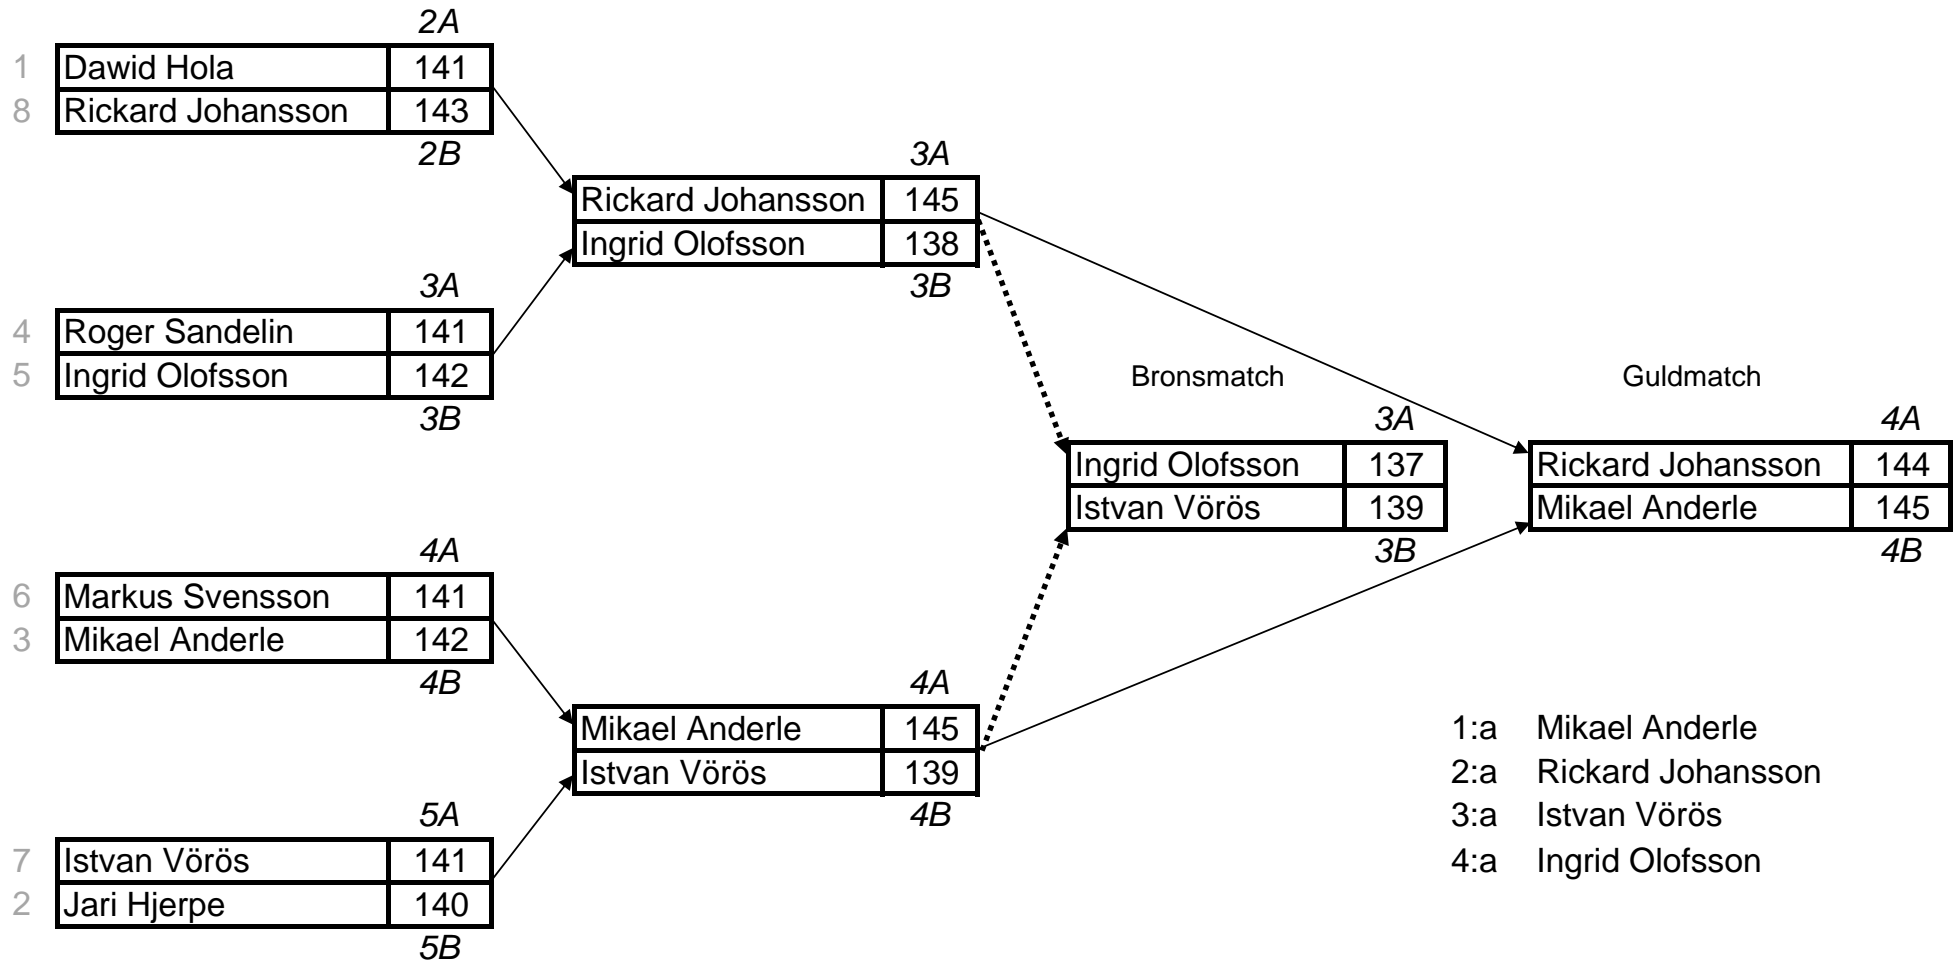 2A
1 Dawid Hola 141
8 Rickard Johansson 143
2B
3A
Rickard Johansson 145
Ingrid Olofsson 138
3B
3A
4 Roger Sandelin 141
5 Ingrid Olofsson 142
3B
Bronsmatch
3A
Ingrid Olofsson 137
Istvan Vörös 139
3B
Guldmatch
4A
Rickard Johansson 144
Mikael Anderle 145
4B
4A
6 Markus Svensson 141
3 Mikael Anderle 142
4B
4A
Mikael Anderle 145
Istvan Vörös 139
4B
5A
7 Istvan Vörös 141
2 Jari Hjerpe 140
5B
1:a Mikael Anderle
2:a Rickard Johansson
3:a Istvan Vörös
4:a Ingrid Olofsson